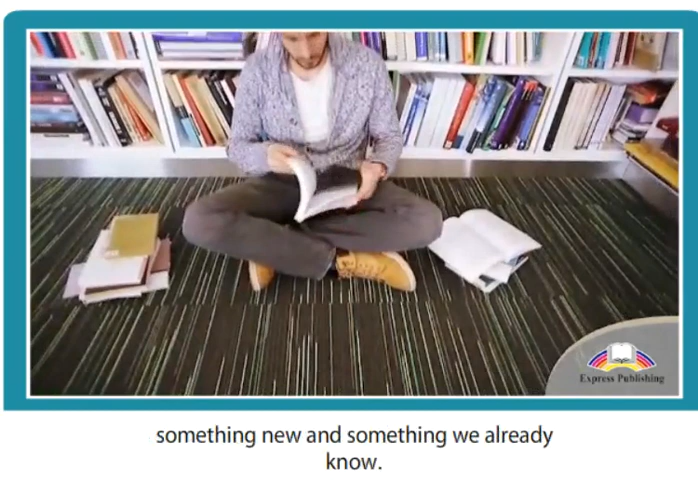 Express Publishing
something new and something we already
know.